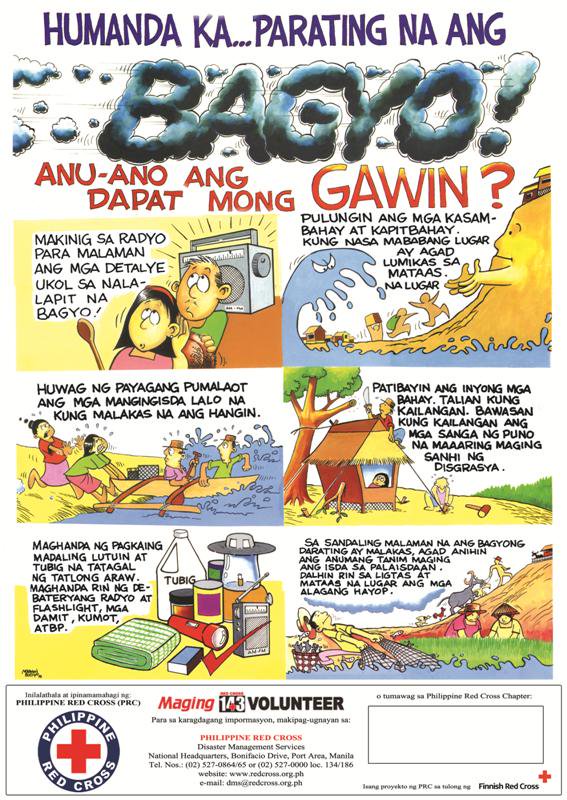 HUMANDA KA...PARATING NA ANG
BAGYO!
ANU-ANO ANG
DAPAT MONG GAWIN?
MAKINIG SA RADYO
PARA MALAMAN
ANG MGA DETALYE
UKOL SA NALA-
LAPIT NA
BAGYO!
AM-FM
PULUNGIN ANG MGA KASAM-
BAHAY AT KAPITBAHAY.
KUNG NASA MABABANG LUGAR
AY AGAD
LUMIKAS SA
MATAAS.
NA LUGAR
HUWAG NG PAYAGANG PUMALAOT
ANG MGA MANGINGISDA LALO NA
KUNG MALAKAS NA ANG HANGIN.
PATIBAYIN ANG INYONG MGA
BAHAY. TALIAN KUNG
KAILANGAN. BAWASAN
KUNG KAILANGAN ANG
MGA SANGA NG PUNO
NA MAAARING MAGING
SANHI NG
DISGRASYA.
MAGHANDA NG PAGKAING
MADALING LUTUIN AT
TUBIG NA TATAGAL
NG TATLONG ARAW.
MAGHANDA RIN NG DE-
BATERYANG RADYO AT
FLASHLIGHT, MGA
DAMIT, KUMOT,
ATBP.
TUBIG
AM-FM
SA SANDALING MALAMAN NA ANG BAGYONG
PARATING AY MALAKAS, AGAD ANIHIN
ANG ANUMANG TANIM MAGING
ANG ISDA SA PALAISDAAN.
DALHIN RIN SA LIGTAS AT
MATAAS NA LUGAR ANG MGA
ALAGANG HAYOP.
Inilalathala at ipinamamahagi ng:
PHILIPPINE RED CROSS (PRC)
PHILIPPINE
RED CROSS
Maging RED CROSS 143 VOLUNTEER
Para sa karagdagang impormasyon, makipag-ugnayan sa:
PHILIPPINE RED CROSS
Disaster Management Services
National Headquarters, Bonifacio Drive, Port Area, Manila
Tel. Nos.: (02) 527-0864/65 or (02) 527-0000 loc. 134/186
website: www.redcross.org.ph
e-mail: dms@redcross.org.ph
o tumawag sa Philippine Red Cross Chapter:
Isang proyekto ng PRC sa tulong ng Finnish Red Cross